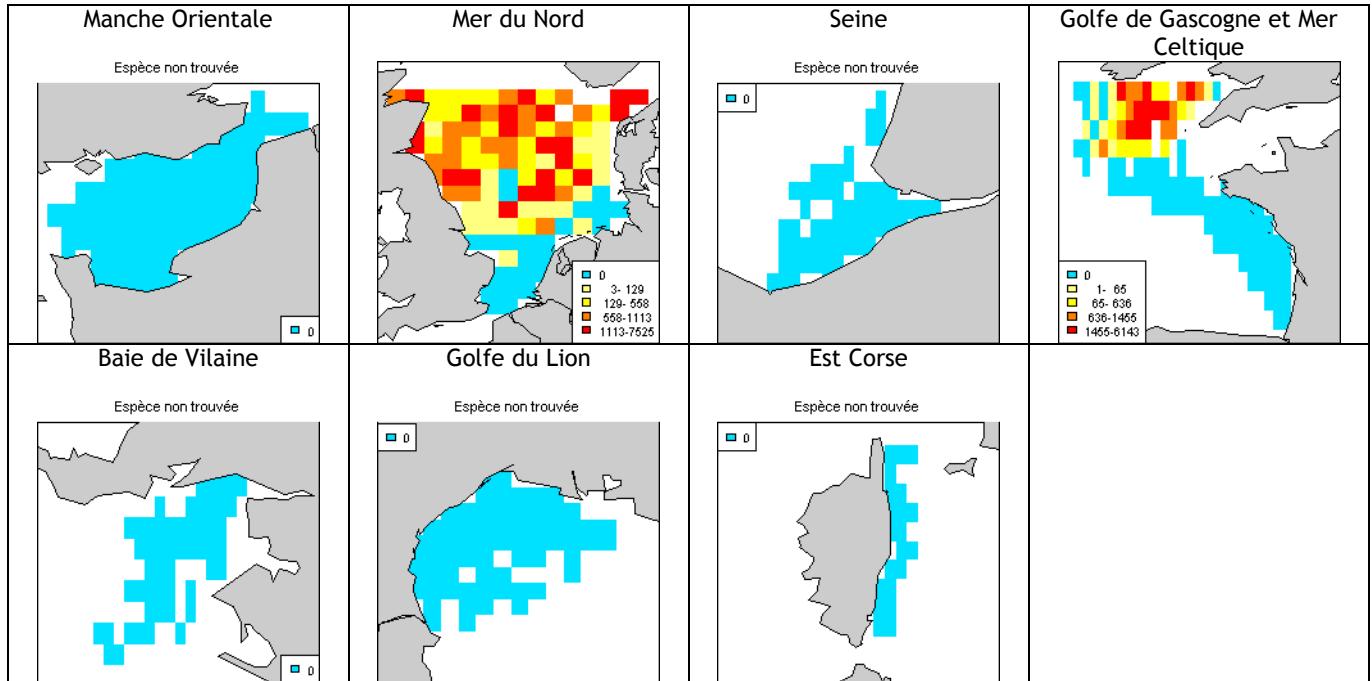 Manche Orientale
Espèce non trouvée
0
Mer du Nord
0
3- 129
129- 558
558-1113
1113-7525
Seine
Espèce non trouvée
0
Golfe de Gascogne et Mer
Celtique
0
1- 65
65- 636
636-1455
1455-6143
Baie de Vilaine
Espèce non trouvée
0
Golfe du Lion
Espèce non trouvée
0
Est Corse
Espèce non trouvée
0